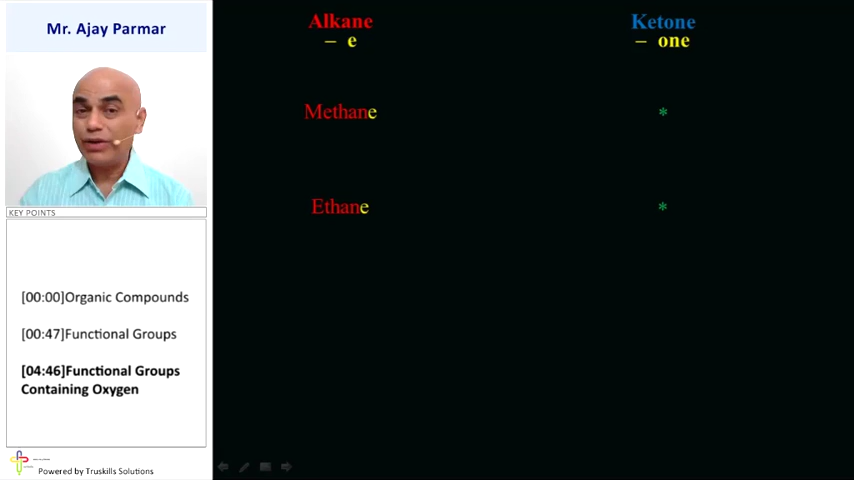 Mr. Ajay Parmar
Alkane
– e
Ketone
– one
Methane
*
Ethane
*
KEY POINTS
[00:00]Organic Compounds
[00:47]Functional Groups
[04:46]Functional Groups
Containing Oxygen
Powered by Truskills Solutions